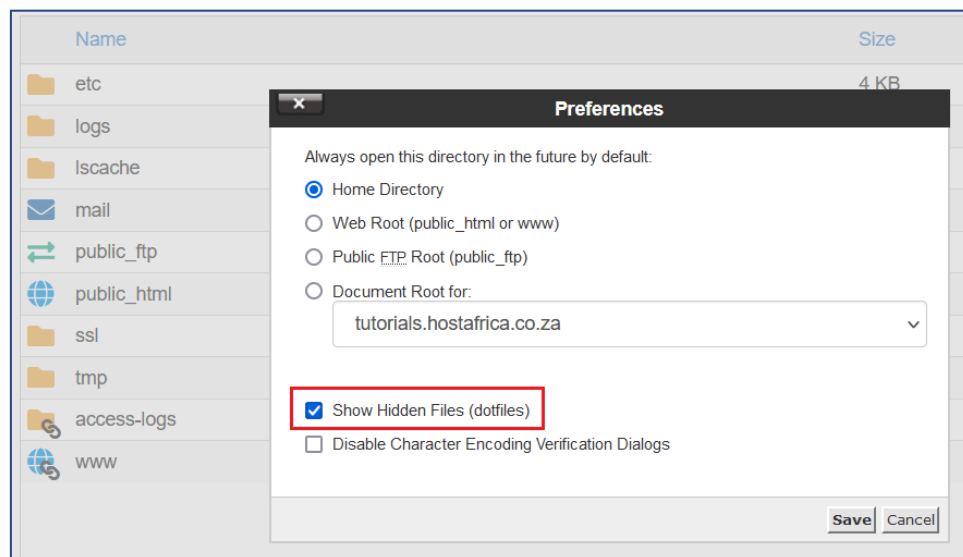 Name Size
etc 4 KB
logs
lscache
mail
public_ftp
public_html
ssl
tmp
access-logs
www
Preferences
Always open this directory in the future by default:
Home Directory
Web Root (public_html or www)
Public FTP Root (public_ftp)
Document Root for:
tutorials.hostafrica.co.za
Show Hidden Files (dotfiles)
Disable Character Encoding Verification Dialogs
Save Cancel